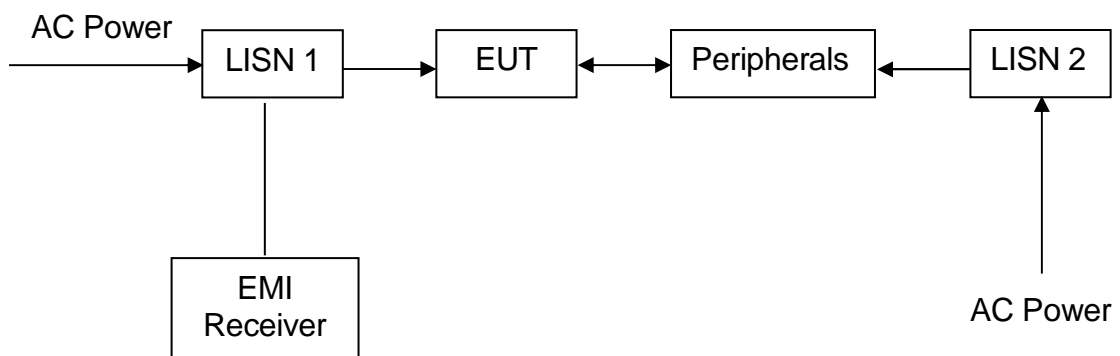 AC Power
LISN 1
EUT
Peripherals
LISN 2
EMI
Receiver
AC Power